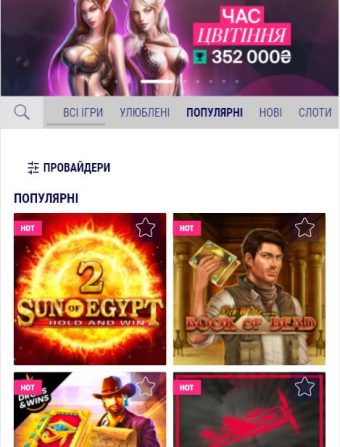 ЧАС
ЦВІТІННЯ
352 000₴
ВСІ ІГРИ УЛЮБЛЕНІ ПОПУЛЯРНІ НОВІ СЛОТИ
ПРОВАЙДЕРИ
ПОПУЛЯРНІ
HOT
HOT
2
SUN OF EGYPT
HOLD AND WIN
Rich Wilde
BOOK OF DEAD
HOT
HOT
DROPS
& WINS